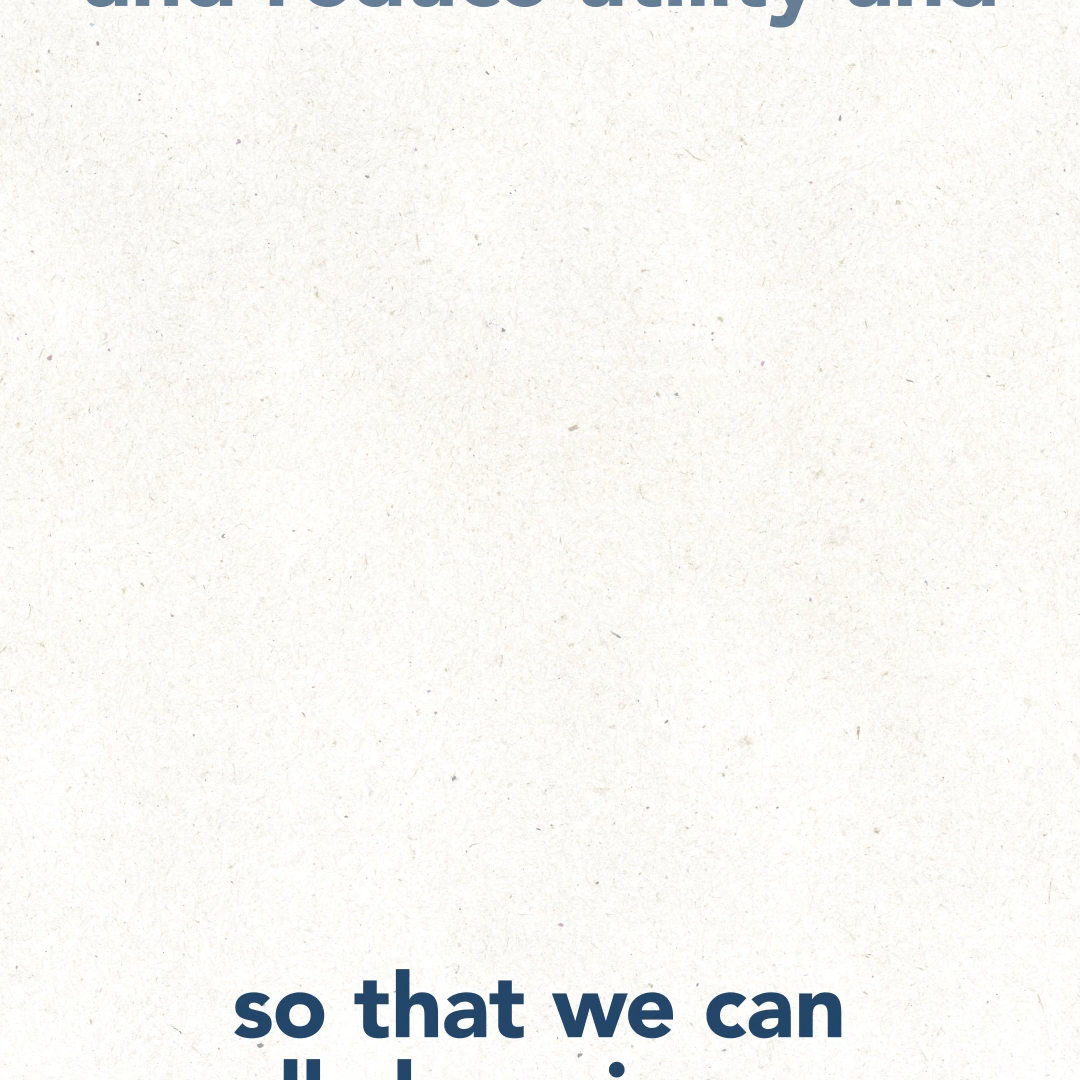 and reduce utility and
so that we can